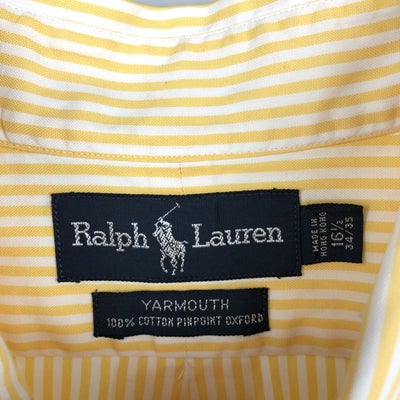 Ralph Lauren
MADE IN
HONG KONG
16½
34/35
YARMOUTH
100% COTTON PINPOINT OXFORD